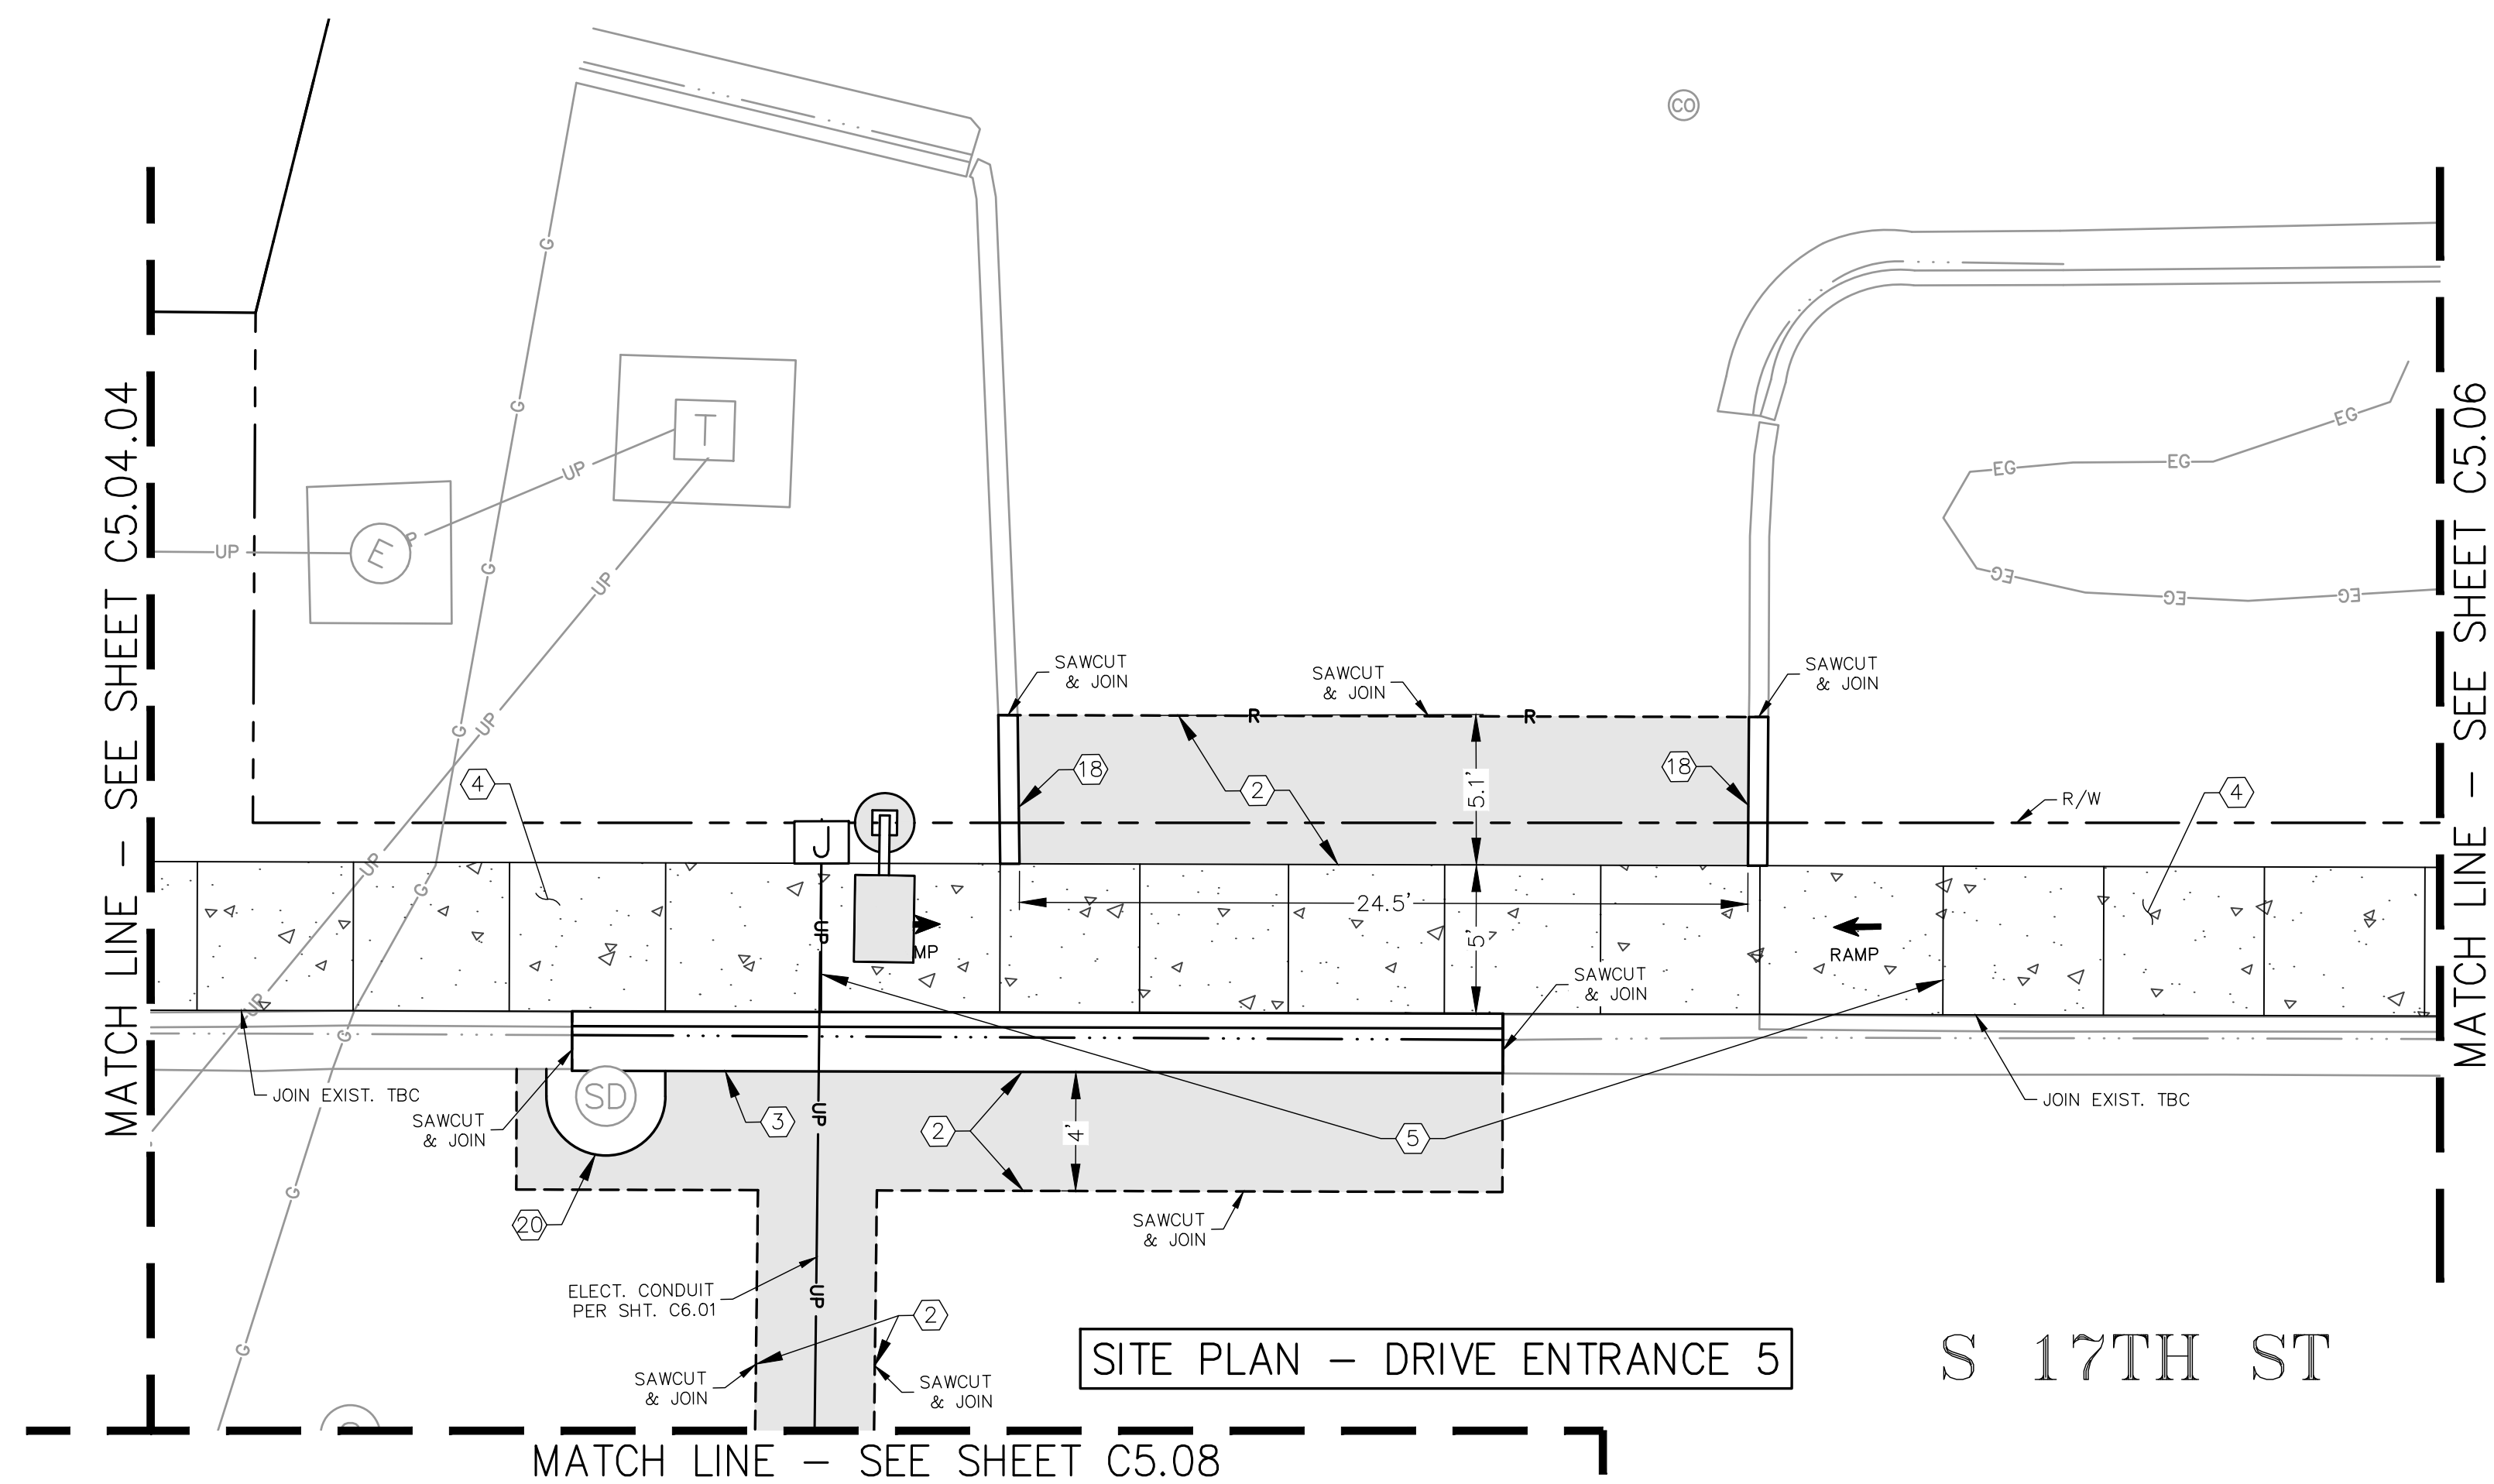 CO
G
G
G
G
G
G
G
G
G
T
UP
E
P
UP
UP
UP
UP
UP
EG
EG
EG
EG
EG
EG
MATCH LINE - SEE SHEET C5.04.04
MATCH LINE - SEE SHEET C5.06
SAWCUT
& JOIN
SAWCUT
& JOIN
SAWCUT
& JOIN
R
R
18
18
2
4
4
5.1'
R/W
J
UP
MP
24.5'
5'
RAMP
SAWCUT
& JOIN
JOIN EXIST. TBC
JOIN EXIST. TBC
SAWCUT
& JOIN
SD
UP
3
2
4'
5
20
SAWCUT
& JOIN
ELECT. CONDUIT
PER SHT. C6.01
UP
2
SAWCUT
& JOIN
SAWCUT
& JOIN
SITE PLAN - DRIVE ENTRANCE 5
S 17TH ST
MATCH LINE - SEE SHEET C5.08